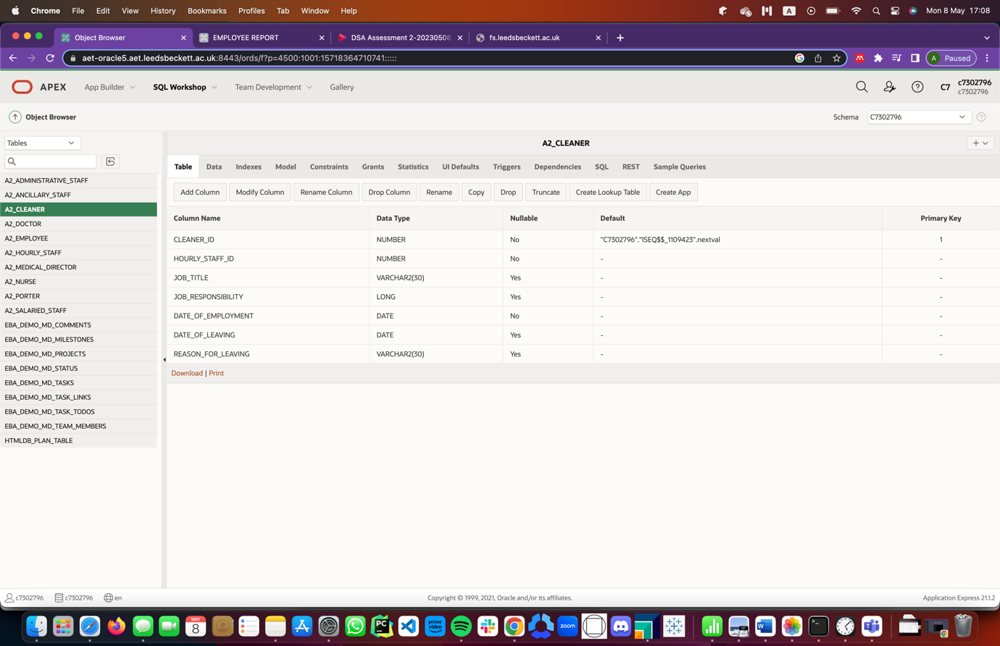 Chrome File Edit View History Bookmarks Profiles Tab Window Help A Mon 8 May 17:08
Object Browser EMPLOYEE REPORT DSA Assessment 2-20230508 fs.leedsbeckett.ac.uk
aet-oracle5.aet.leedsbeckett.ac.uk:8443/ords/f?p=4500:1001:15718364710741::::: A Paused
APEX App Builder SQL Workshop Team Development Gallery C7 c7302796
c7302796
Object Browser Schema C7302796
Tables A2_CLEANER
Table Data Indexes Model Constraints Grants Statistics UI Defaults Triggers Dependencies SQL REST Sample Queries
Add Column Modify Column Rename Column Drop Column Rename Copy Drop Truncate Create Lookup Table Create App
Column Name Data Type Nullable Default Primary Key
CLEANER_ID NUMBER No "C7302796"."ISEQ$$_1109423".nextval 1
HOURLY_STAFF_ID NUMBER No - -
JOB_TITLE VARCHAR2(30) Yes - -
JOB_RESPONSIBILITY LONG Yes - -
DATE_OF_EMPLOYMENT DATE No - -
DATE_OF_LEAVING DATE Yes - -
REASON_FOR_LEAVING VARCHAR2(30) Yes - -
Download | Print
A2_ADMINISTRATIVE_STAFF
A2_ANCILLARY_STAFF
A2_CLEANER
A2_DOCTOR
A2_EMPLOYEE
A2_HOURLY_STAFF
A2_MEDICAL_DIRECTOR
A2_NURSE
A2_PORTER
A2_SALARIED_STAFF
EBA_DEMO_MD_COMMENTS
EBA_DEMO_MD_MILESTONES
EBA_DEMO_MD_PROJECTS
EBA_DEMO_MD_STATUS
EBA_DEMO_MD_TASKS
EBA_DEMO_MD_TASK_LINKS
EBA_DEMO_MD_TASK_TODOS
EBA_DEMO_MD_TEAM_MEMBERS
HTMLDB_PLAN_TABLE
c7302796 c7302796 en Copyright © 1999, 2021, Oracle and/or its affiliates. Application Express 21.1.2
MAY
8
PC
prime video
zoom
W